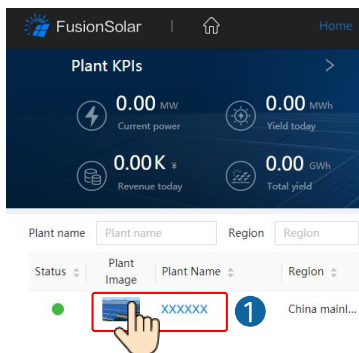 FusionSolar | Home
Plant KPIs >
0.00 MW
Current power
0.00 MWh
Yield today
0.00K ¥
Revenue today
0.00 GWh
Total yield
Plant name Plant name Region Region
Status Plant Image Plant Name Region
XXXXXX 1 China mainl...